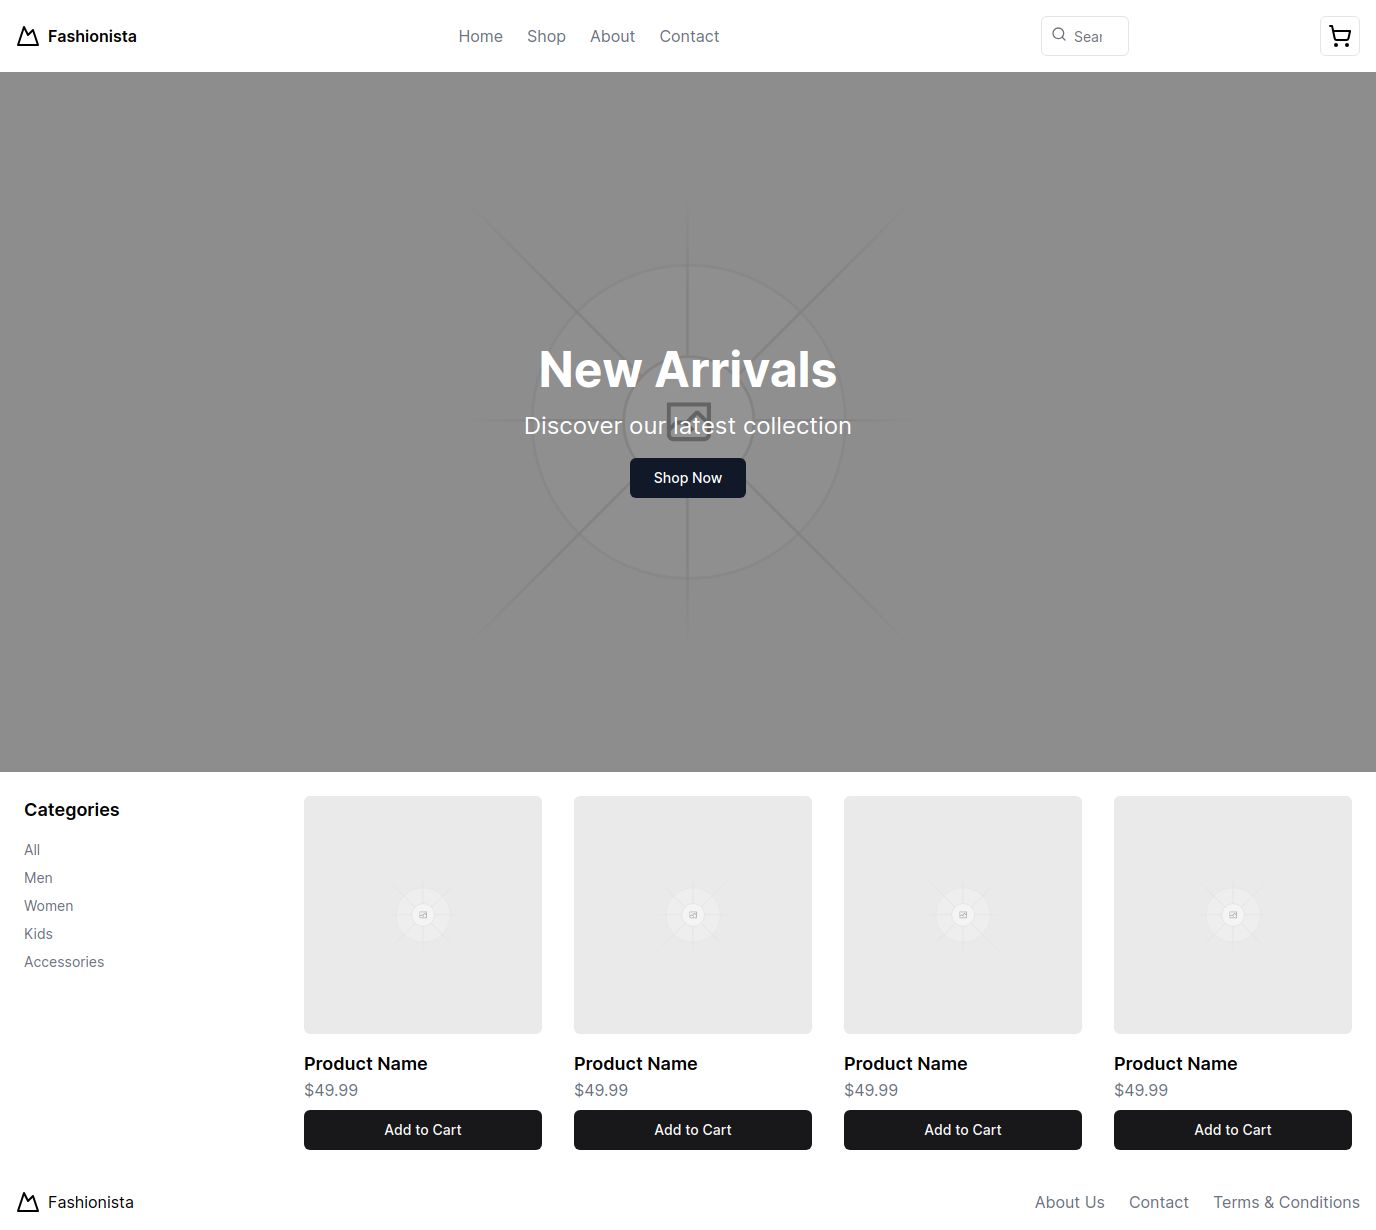 Fashionista
Home Shop About Contact
New Arrivals
Discover our latest collection
Shop Now
Categories
All
Men
Women
Kids
Accessories
Product Name Product Name Product Name Product Name
$49.99 $49.99 $49.99 $49.99
Add to Cart Add to Cart Add to Cart Add to Cart
Fashionista
About Us Contact Terms & Conditions